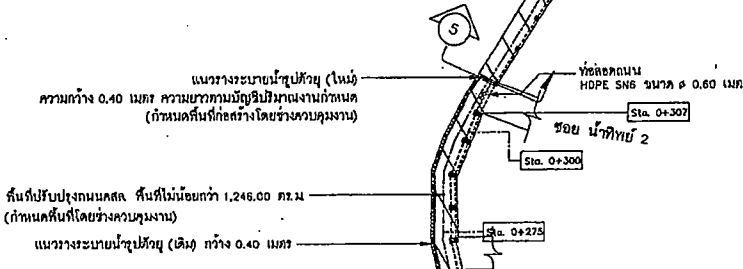 5
แนวรางระบายน้ำรูปตัวยู (ใหม่)
ความกว้าง 0.40 เมตร ความยาวตามบัญชีปริมาณงานกำหนด
(กำหนดพื้นที่ก่อสร้างโดยช่างควบคุมงาน)
ท่อลอดถนน
HDPE SN6 ขนาด ø 0.60 เมต
Sta. 0+307
ซอย น้ำทิพย์ 2
Sta. 0+300
พื้นที่ปรับปรุงถนนคสล. พื้นที่ไม่น้อยกว่า 1,246.00 ตร.ม
(กำหนดพื้นที่โดยช่างควบคุมงาน)
Sta. 0+275
แนวรางระบายน้ำรูปตัวยู (เดิม) กว้าง 0.40 เมตร